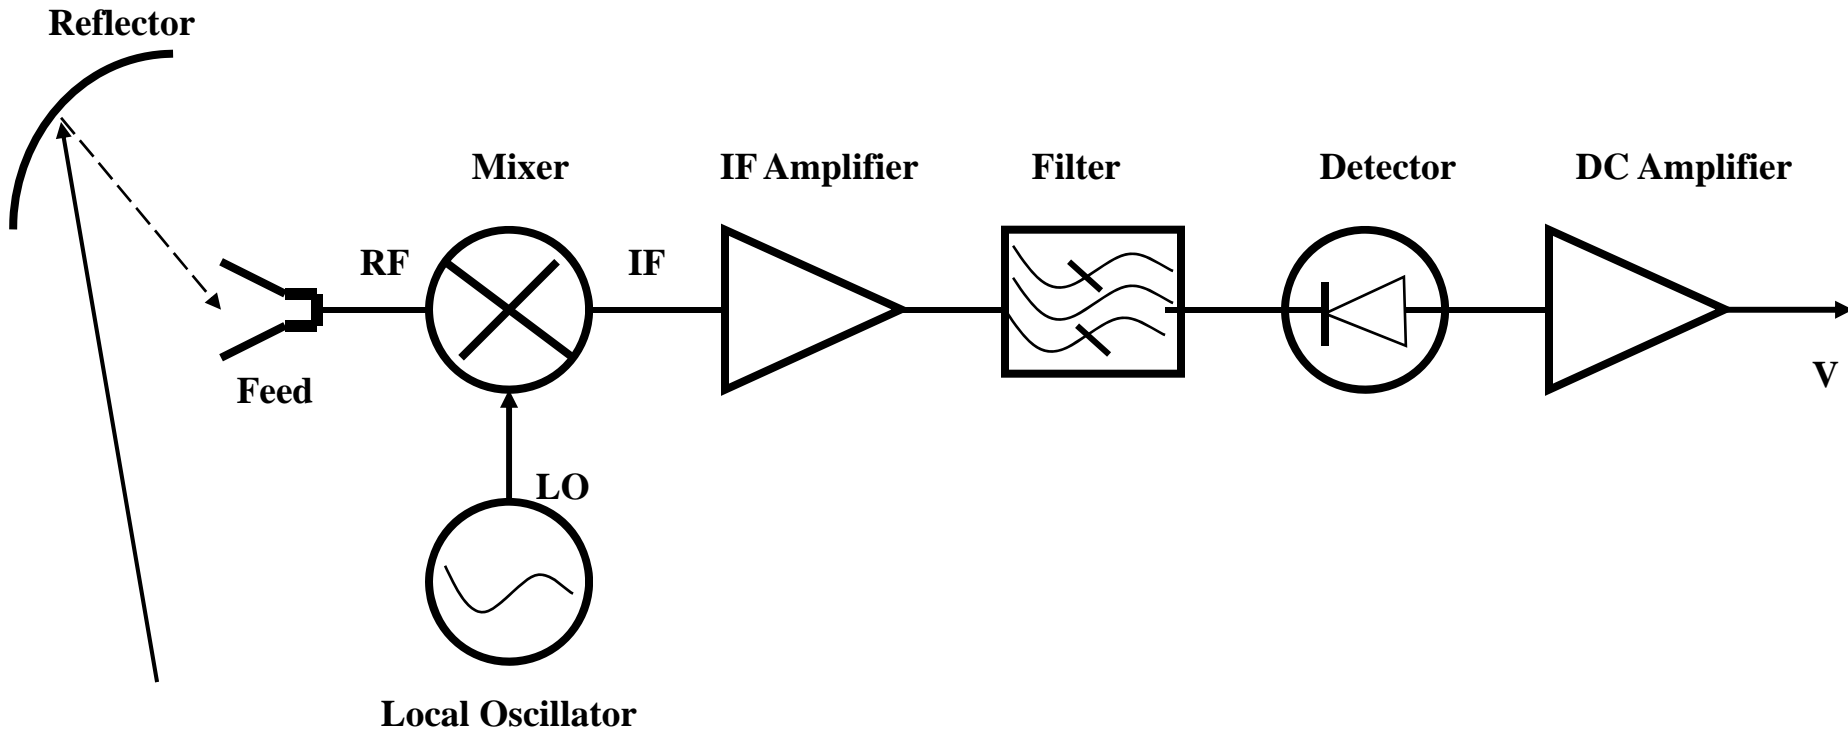 Reflector
Mixer
IF Amplifier
Filter
Detector
DC Amplifier
RF
IF
V
Feed
LO
Local Oscillator